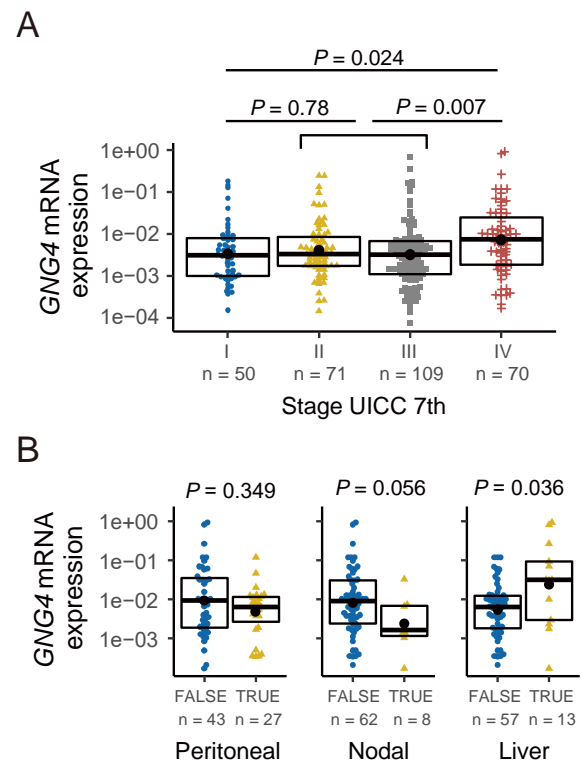 A
P = 0.024
P = 0.78
P = 0.007
GNG4 mRNA
expression
1e+00
1e−01
1e−02
1e−03
1e−04
I
II
III
IV
n = 50
n = 71
n = 109
n = 70
Stage UICC 7th
B
P = 0.349
P = 0.056
P = 0.036
GNG4 mRNA
expression
1e+00
1e−01
1e−02
1e−03
FALSE TRUE
FALSE TRUE
FALSE TRUE
n = 43 n = 27
n = 62 n = 8
n = 57 n = 13
Peritoneal
Nodal
Liver